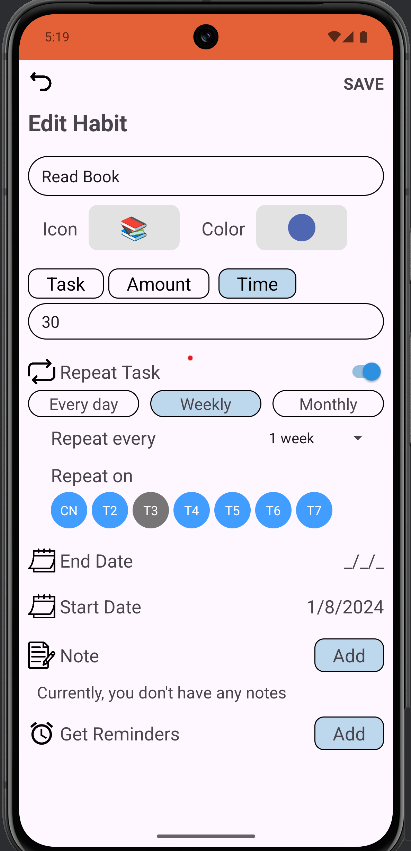 5:19
SAVE
Edit Habit
Read Book
Icon Color
Task Amount Time
30
Repeat Task
Every day Weekly Monthly
Repeat every 1 week
Repeat on
CN T2 T3 T4 T5 T6 T7
End Date _/_/_
Start Date 1/8/2024
Note Add
Currently, you don't have any notes
Get Reminders Add